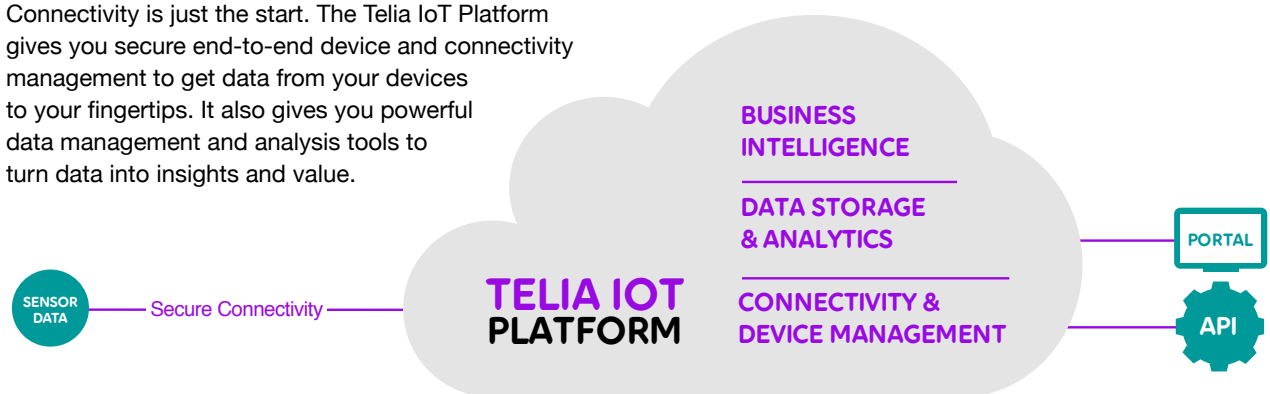 Connectivity is just the start. The Telia IoT Platform
gives you secure end-to-end device and connectivity
management to get data from your devices
to your fingertips. It also gives you powerful
data management and analysis tools to
turn data into insights and value.
BUSINESS
INTELLIGENCE
DATA STORAGE
& ANALYTICS
CONNECTIVITY &
DEVICE MANAGEMENT
TELIA IOT
PLATFORM
SENSOR
DATA
Secure Connectivity
PORTAL
API